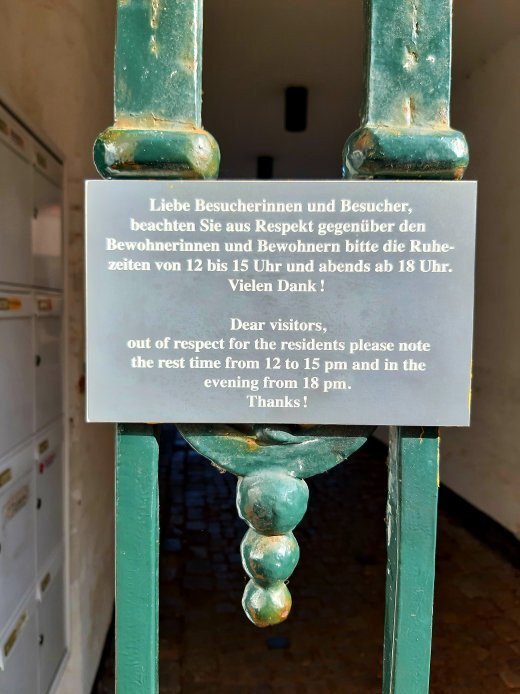 Liebe Besucherinnen und Besucher,
beachten Sie aus Respekt gegenüber den
Bewohnerinnen und Bewohnern bitte die Ruhe-
zeiten von 12 bis 15 Uhr und abends ab 18 Uhr.
Vielen Dank !
Dear visitors,
out of respect for the residents please note
the rest time from 12 to 15 pm and in the
evening from 18 pm.
Thanks !